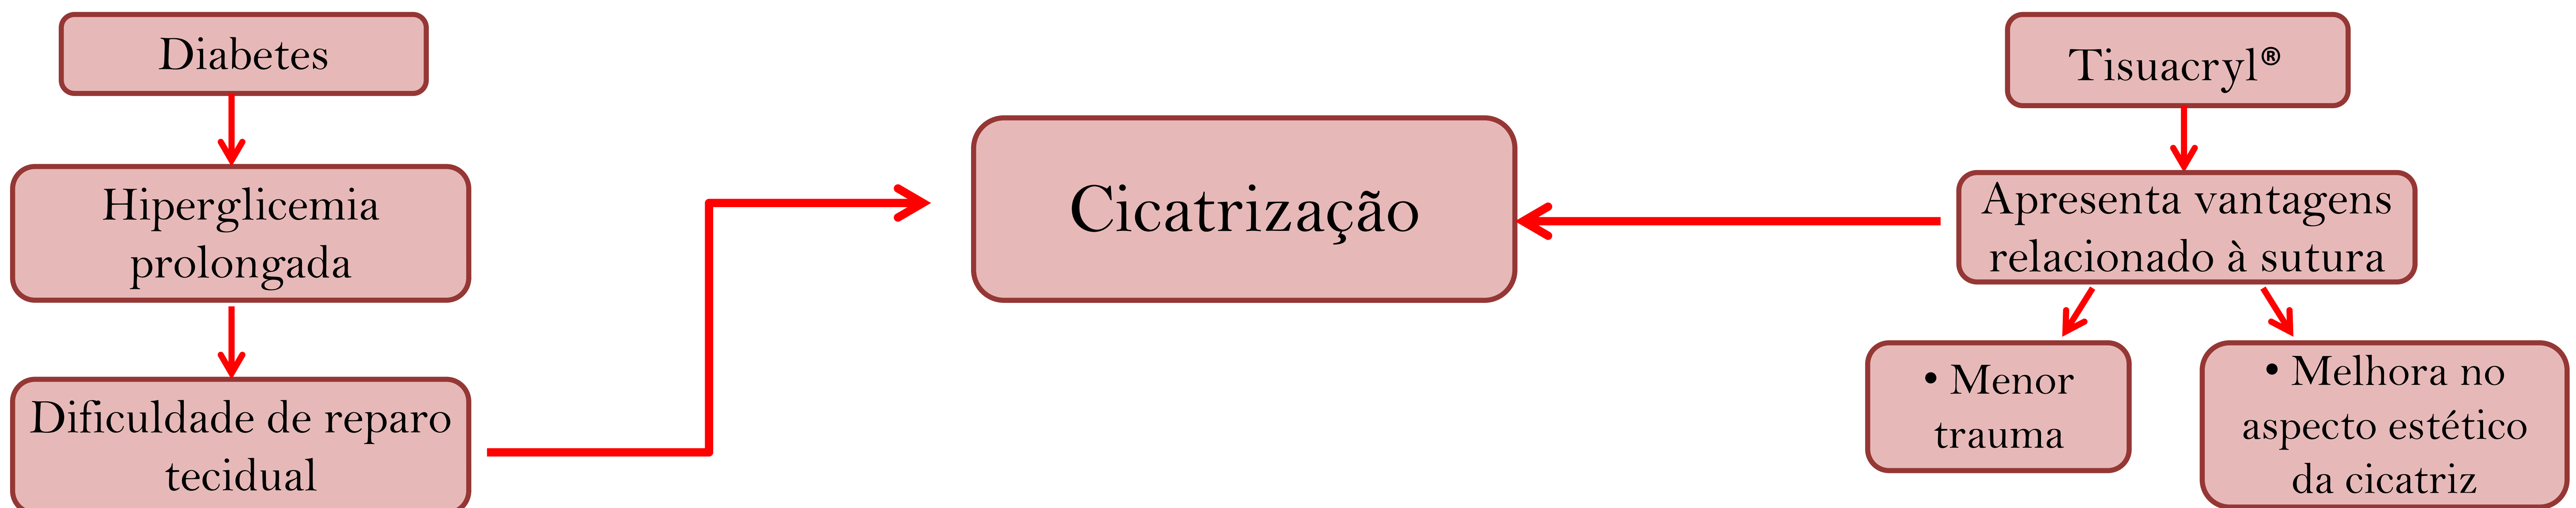 Diabetes
Hiperglicemia
prolongada
Dificuldade de reparo
tecidual
Cicatrização
Tisuacryl®
Apresenta vantagens
relacionado à sutura
• Menor
trauma
• Melhora no
aspecto estético
da cicatriz